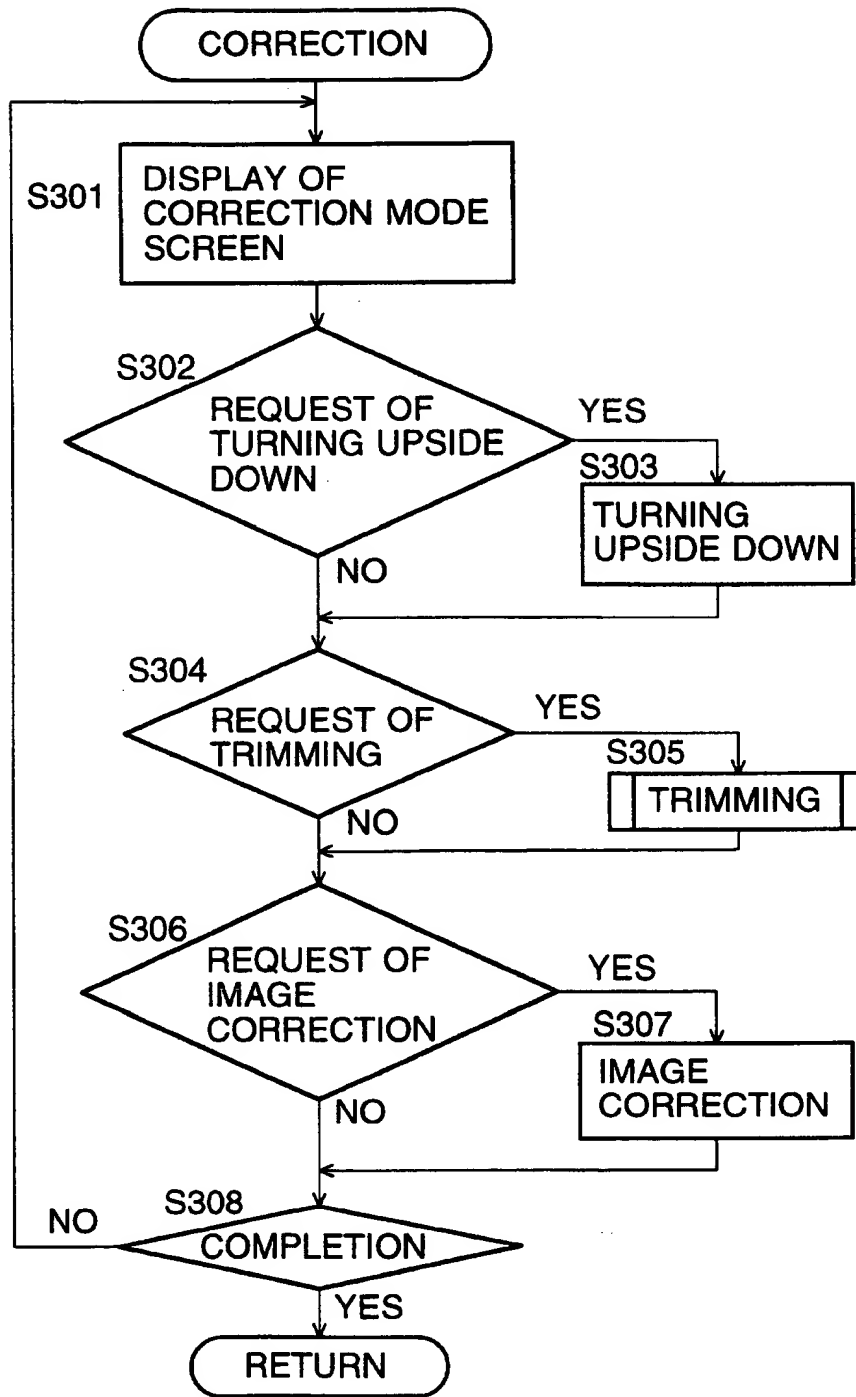 CORRECTION
S301
DISPLAY OF
CORRECTION MODE
SCREEN
S302
REQUEST OF
TURNING UPSIDE
DOWN
YES
S303
TURNING
UPSIDE DOWN
NO
S304
REQUEST OF
TRIMMING
YES
S305
TRIMMING
NO
S306
REQUEST OF
IMAGE
CORRECTION
YES
S307
IMAGE
CORRECTION
NO
S308
NO
COMPLETION
YES
RETURN